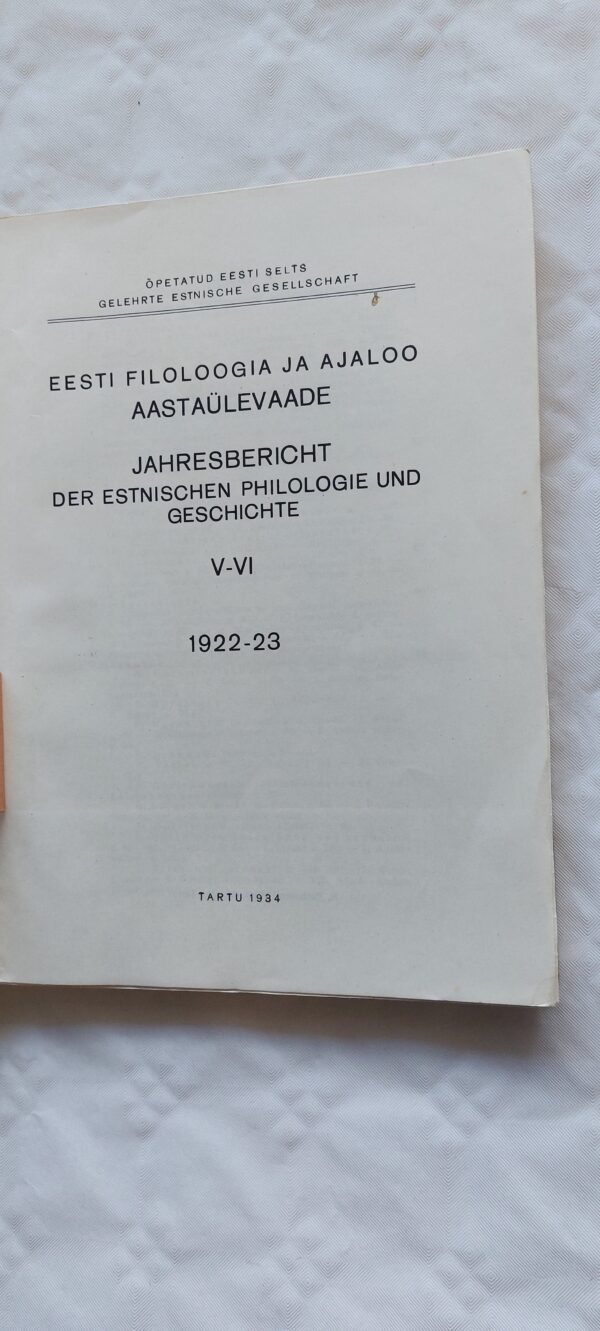 ÕPETATUD EESTI SELTS
GELEHRTE ESTNISCHE GESELLSCHAFT
EESTI FILOLOOGIA JA AJALOO
AASTAÜLEVAADE
JAHRESBERICHT
DER ESTNISCHEN PHILOLOGIE UND
GESCHICHTE
V-VI
1922-23
TARTU 1934